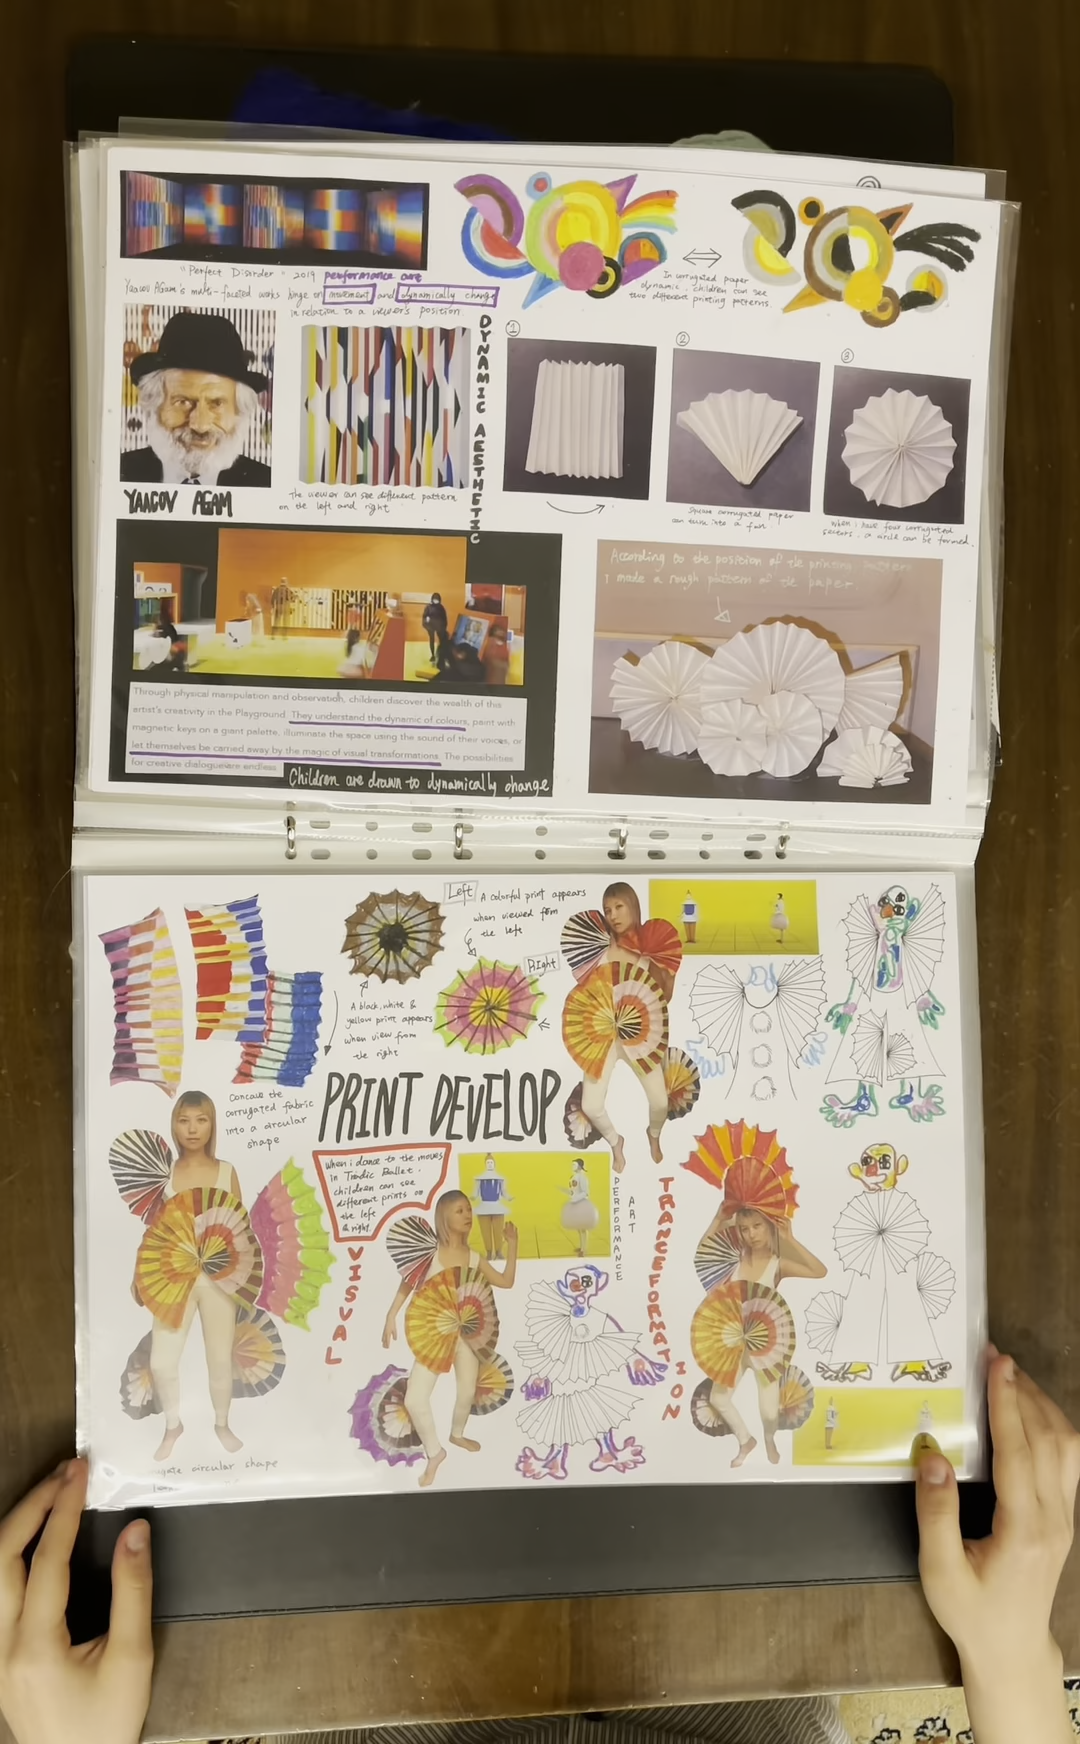 "Perfect Disorder" 2019 performance art
Yaacov AGam's multi-faceted works hinge on movement and dynamically change
in relation to a viewer's position.
In corrugated paper
dynamic, children can see
two different printing patterns.
DYNAMIC AESTHETIC
①
②
③
YAACOV AGAM
The viewer can see different pattern
on the left and right.
Square corrugated paper
can turn into a fan.
When i have four corrugated
sectors, a circle can be formed.
According to the position of the printing pattern
I made a rough pattern of the paper
Through physical manipulation and observation, children discover the wealth of this
artist's creativity in the Playground. They understand the dynamic of colours, paint with
magnetic keys on a giant palette, illuminate the space using the sound of their voices, or
let themselves be carried away by the magic of visual transformations. The possibilities
for creative dialogue are endless.
Children are drawn to dynamically change
Left
A colorful print appears
when viewed from
the left
Right
A black, white &
yellow print appears
when view from
the right
Concave the
corrugated fabric
into a circular
shape
PRINT DEVELOP
When i dance to the moves
in Tradic Ballet,
children can see
different prints on
the left
& right.
VISUAL
PERFORMANCE
ART
TRANCEFORMATION
circular shape